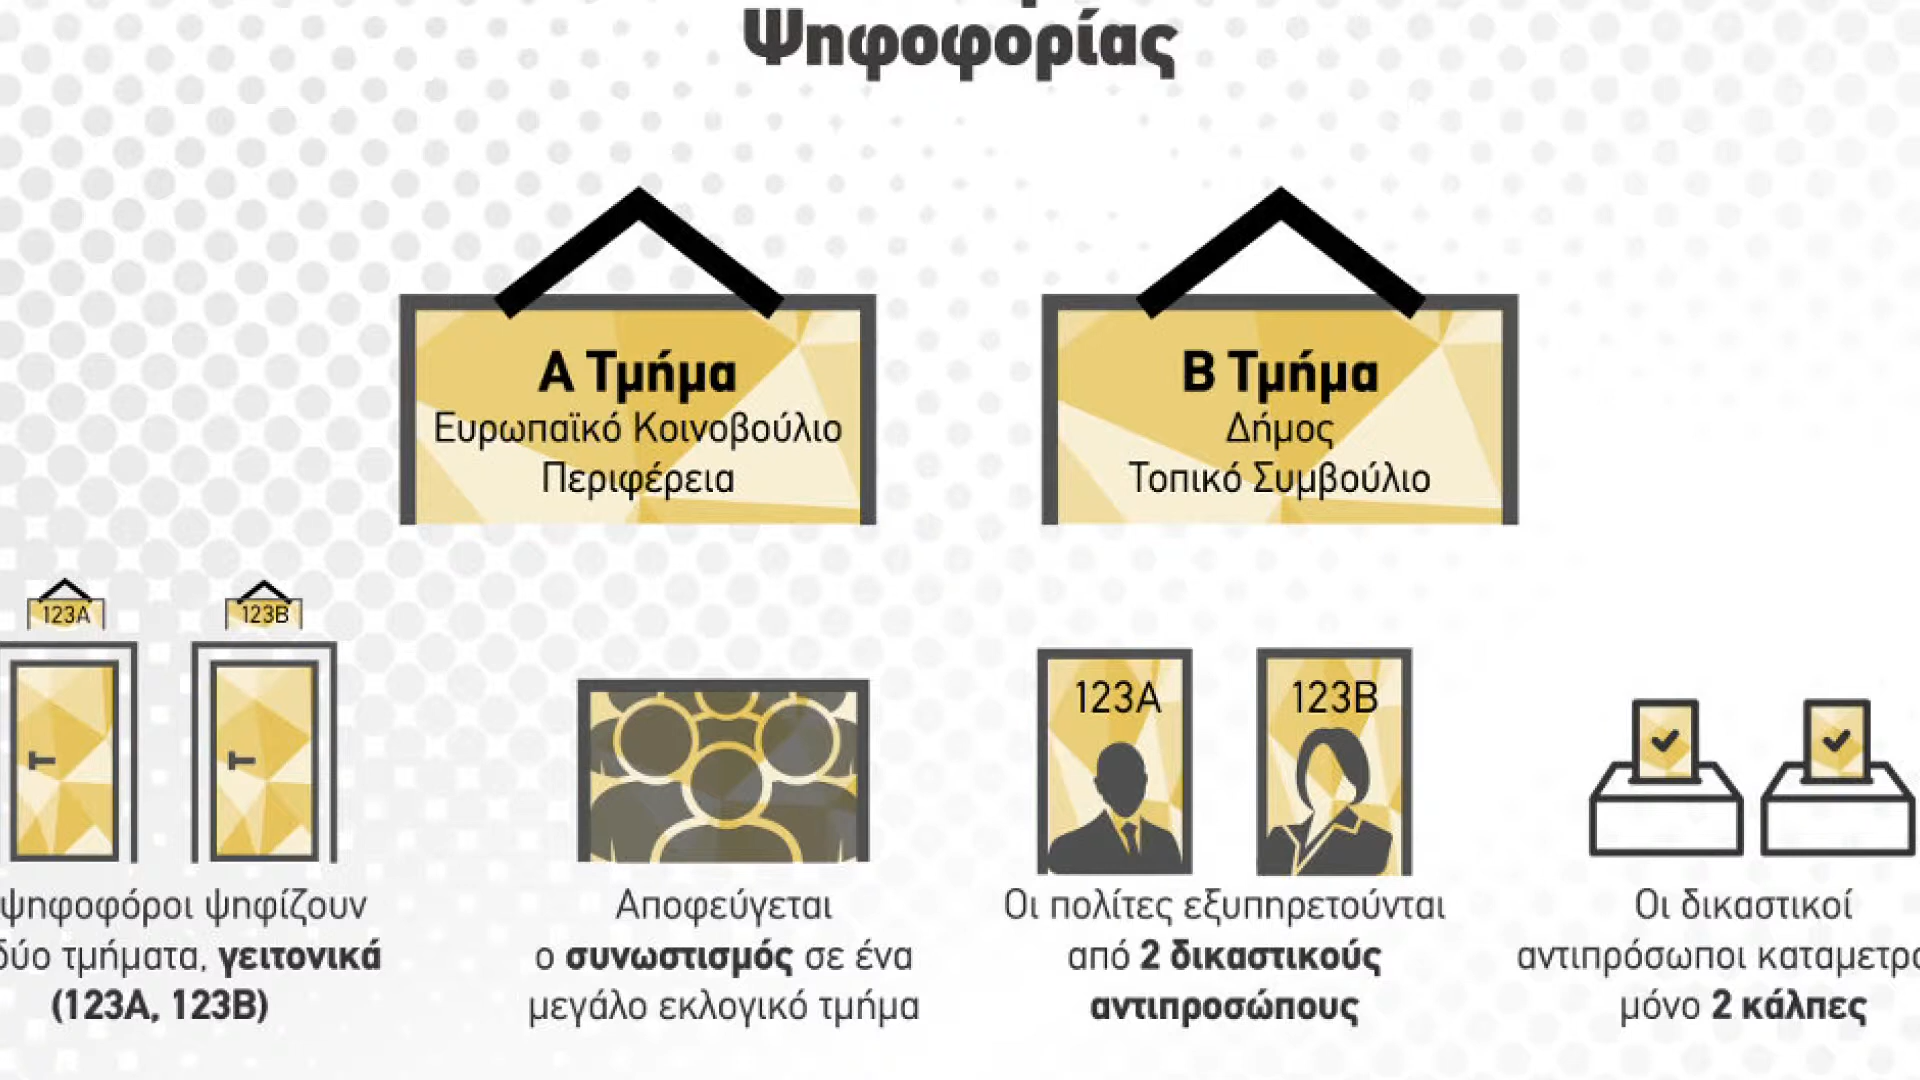 Ψηφοφορίας
Α Τμήμα
Ευρωπαϊκό Κοινοβούλιο
Περιφέρεια
Β Τμήμα
Δήμος
Τοπικό Συμβούλιο
123Α
123Β
123Α
123Β
ψηφοφόροι ψηφίζουν
δύο τμήματα, γειτονικά
(123Α, 123Β)
Αποφεύγεται
ο συνωστισμός σε ένα
μεγάλο εκλογικό τμήμα
Οι πολίτες εξυπηρετούνται
από 2 δικαστικούς
αντιπροσώπους
Οι δικαστικοί
αντιπρόσωποι
μόνο 2 κάλπες